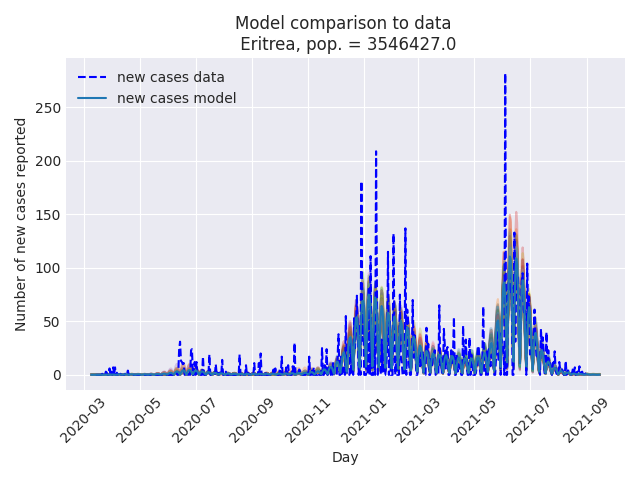 Model comparison to data
Eritrea, pop. = 3546427.0
new cases data
new cases model
Number of new cases reported
250
200
150
100
50
0
2020-03
2020-05
2020-07
2020-09
2020-11
2021-01
2021-03
2021-05
2021-07
2021-09
Day